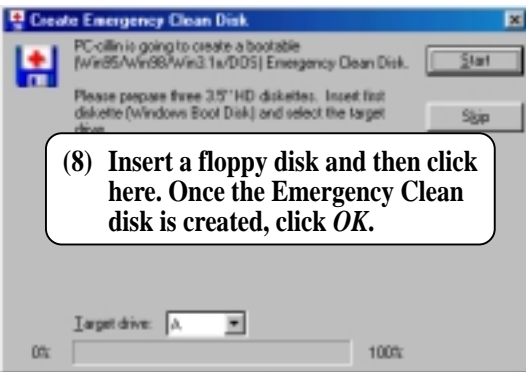 Create Emergency Clean Disk
PC-cillin is going to create a bootable
(Win95/Win98/Win3.1x/DOS) Emergency Clean Disk.
Start
Please prepare three 3.5" HD diskettes. Insert first
diskette (Windows Boot Disk) and select the target
drive.
Skip
(8) Insert a floppy disk and then click
here. Once the Emergency Clean
disk is created, click OK.
Target drive: A:
0% 100%